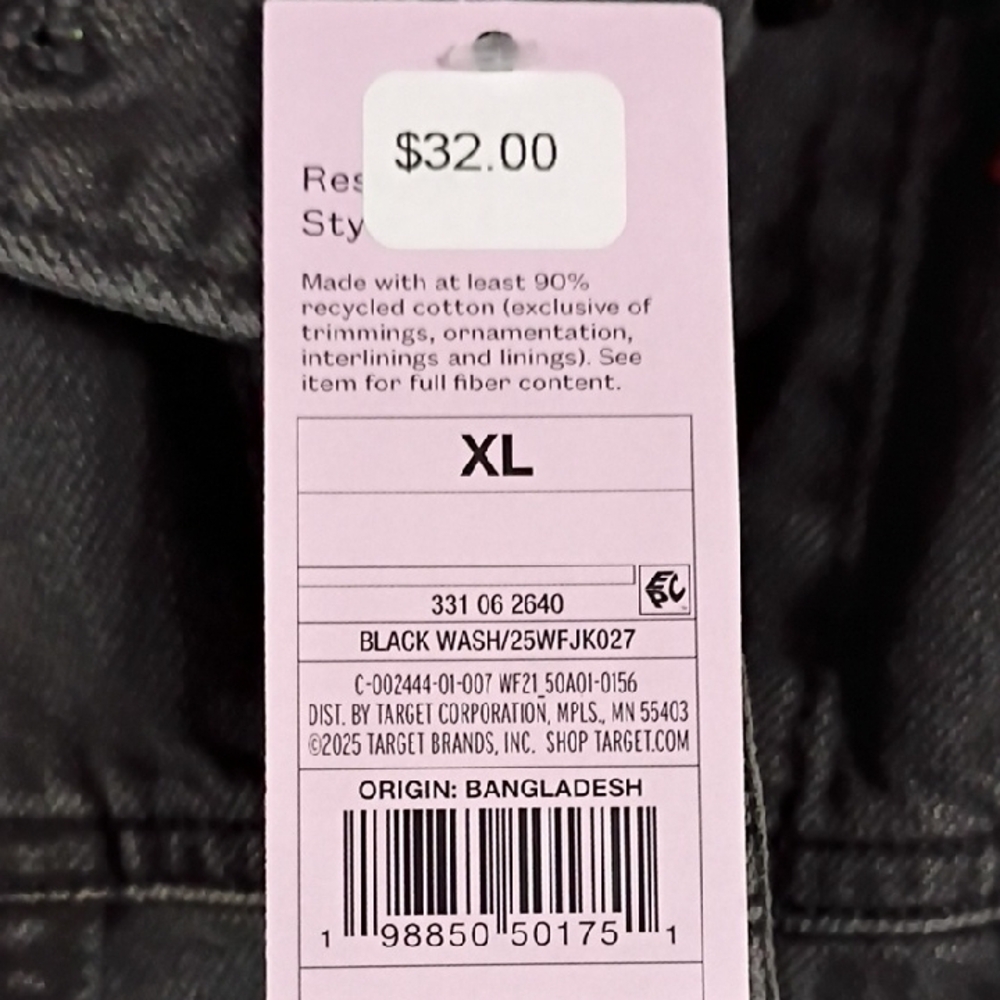 $32.00
Made with at least 90%
recycled cotton (exclusive of
trimmings, ornamentation,
interlinings and linings). See
item for full fiber content.
XL
EPC
331 06 2640
BLACK WASH/25WFJK027
C-002444-01-007 WF21_50A01-0156
DIST. BY TARGET CORPORATION, MPLS., MN 55403
©2025 TARGET BRANDS, INC. SHOP TARGET.COM
ORIGIN: BANGLADESH
1 98850 50175 1